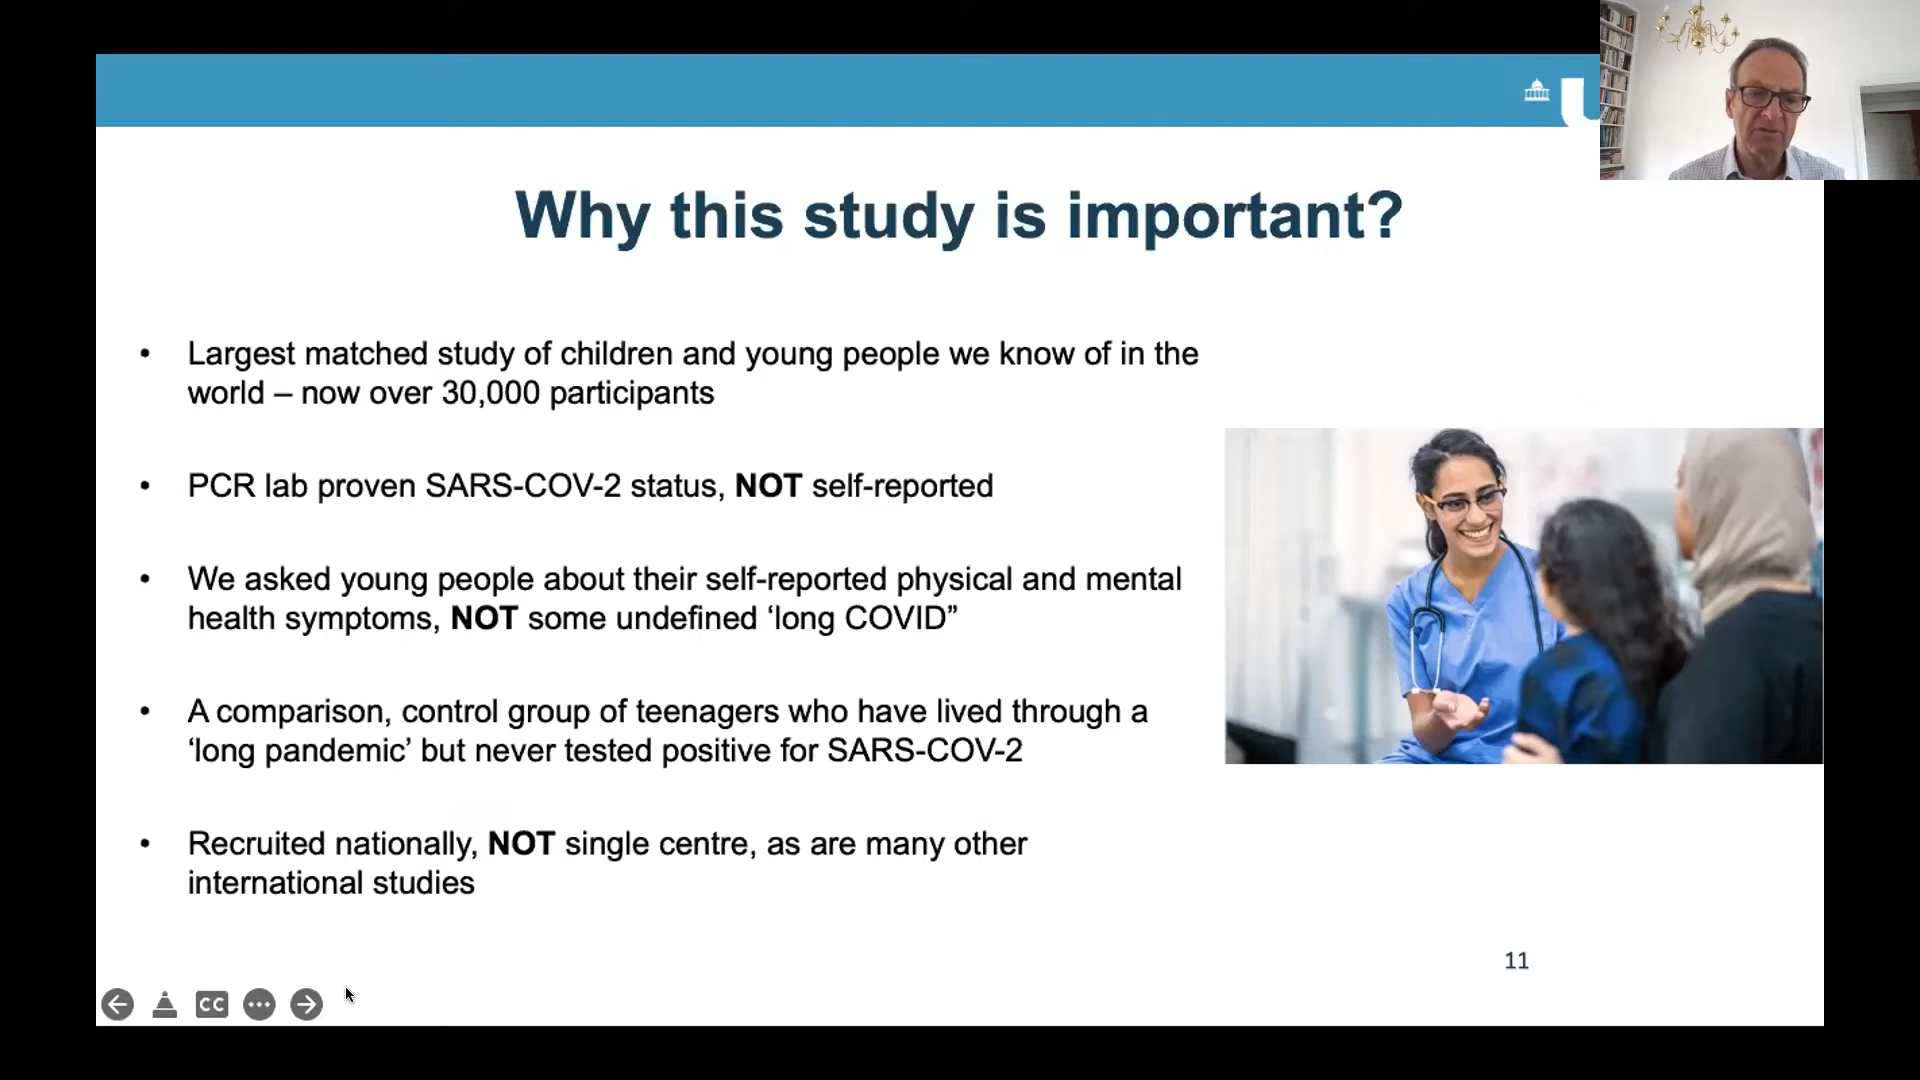 U
Why this study is important?
• Largest matched study of children and young people we know of in the
world – now over 30,000 participants
• PCR lab proven SARS-COV-2 status, NOT self-reported
• We asked young people about their self-reported physical and mental
health symptoms, NOT some undefined ‘long COVID”
• A comparison, control group of teenagers who have lived through a
‘long pandemic’ but never tested positive for SARS-COV-2
• Recruited nationally, NOT single centre, as are many other
international studies
11
CC